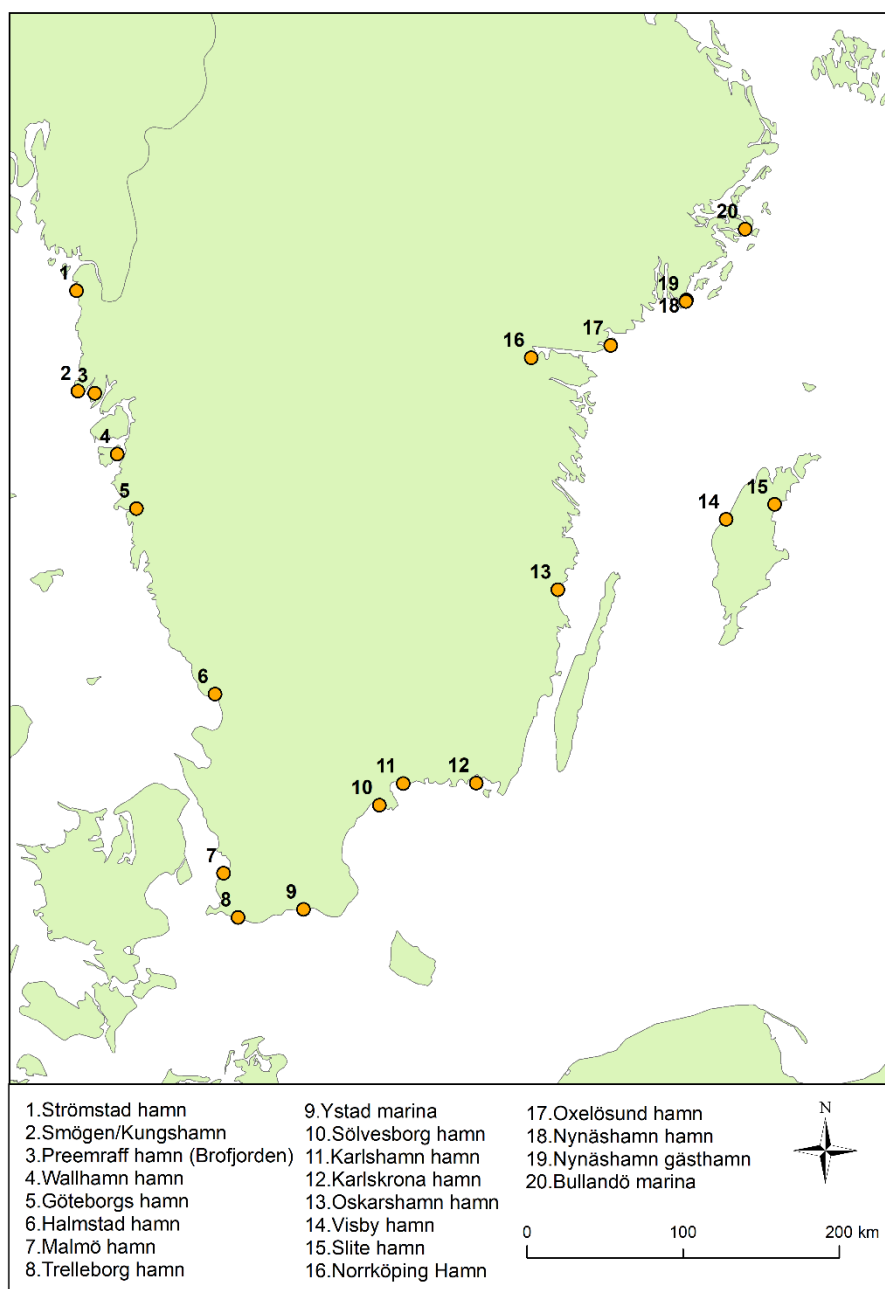 20
1
19
18
17
16
2
3
4
15
5
14
13
6
11
12
10
7
9
8
1.Strömstad hamn
2.Smögen/Kungshamn
3.Preemraff hamn (Brofjorden)
4.Wallhamn hamn
5.Göteborgs hamn
6.Halmstad hamn
7.Malmö hamn
8.Trelleborg hamn
9.Ystad marina
10.Sölvesborg hamn
11.Karlshamn hamn
12.Karlskrona hamn
13.Oskarshamn hamn
14.Visby hamn
15.Slite hamn
16.Norrköping Hamn
17.Oxelösund hamn
18.Nynäshamn hamn
19.Nynäshamn gästhamn
20.Bullandö marina
N
0 100 200 km